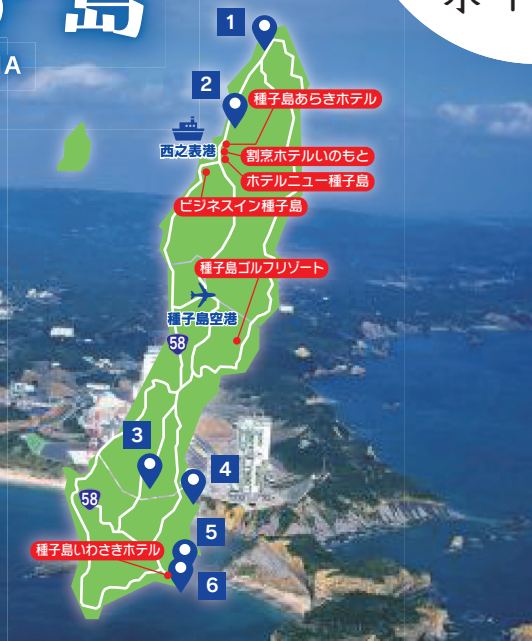 島
A
1
2
種子島あらきホテル
西之表港
割烹ホテルいのもと
ホテルニュー種子島
ビジネスイン種子島
種子島ゴルフリゾート
種子島空港
58
3
4
58
5
種子島いわさきホテル
6